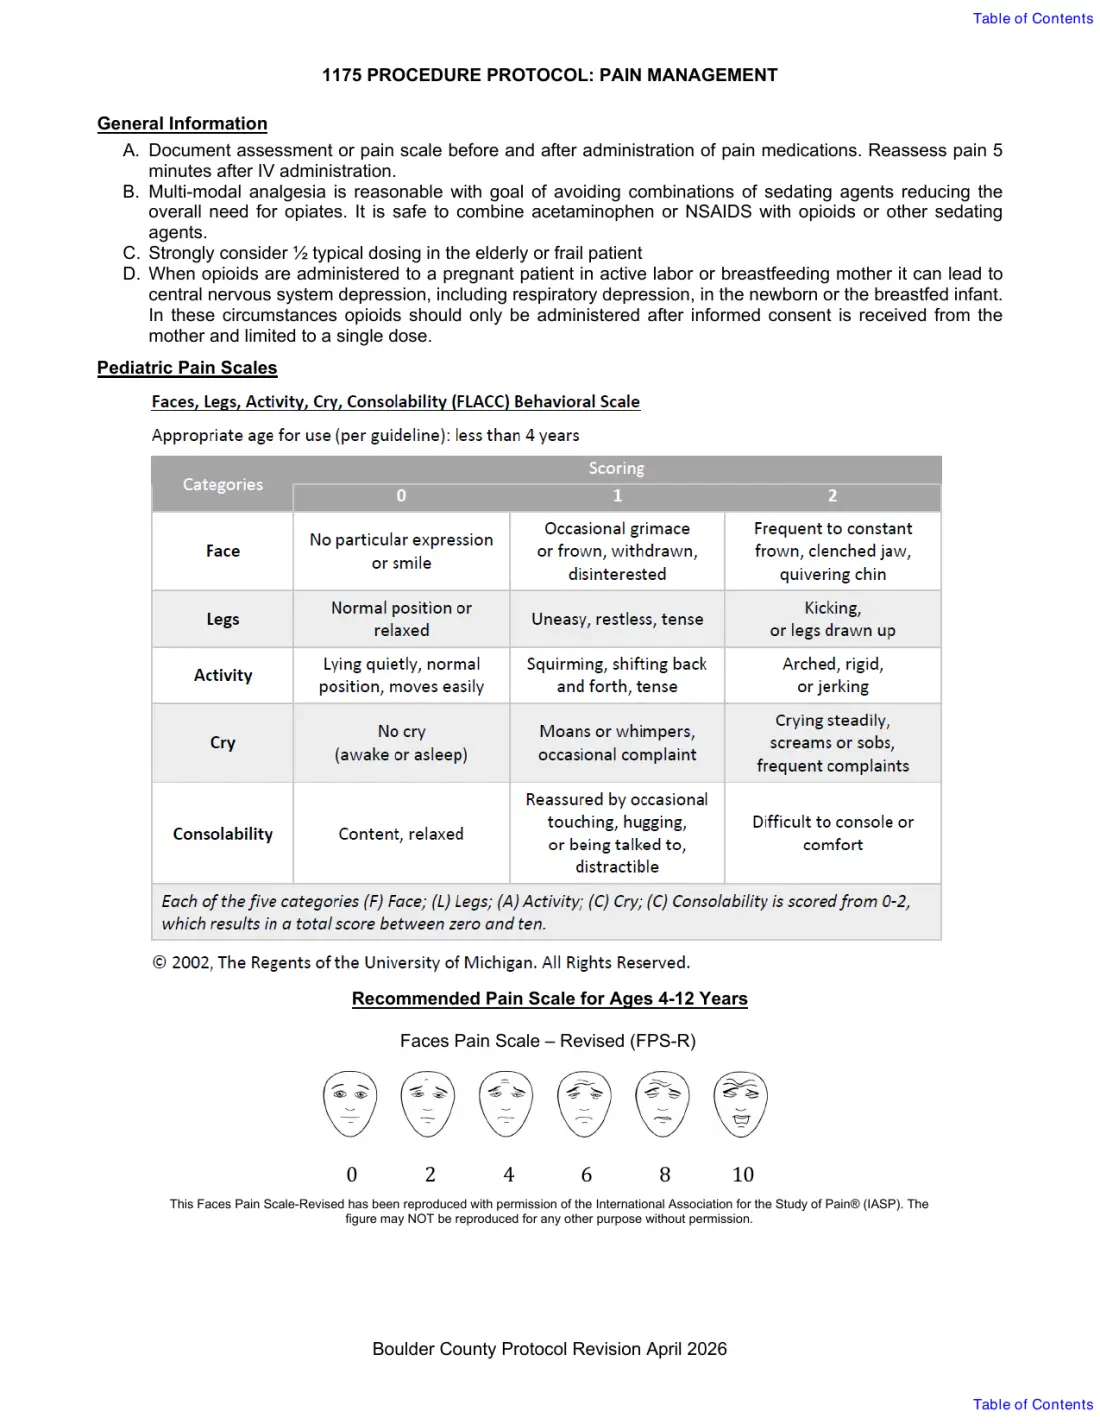 Table of Contents
1175 PROCEDURE PROTOCOL: PAIN MANAGEMENT
General Information
A. Document assessment or pain scale before and after administration of pain medications. Reassess pain 5
minutes after IV administration.
B. Multi-modal analgesia is reasonable with goal of avoiding combinations of sedating agents reducing the
overall need for opiates. It is safe to combine acetaminophen or NSAIDS with opioids or other sedating
agents.
C. Strongly consider ½ typical dosing in the elderly or frail patient
D. When opioids are administered to a pregnant patient in active labor or breastfeeding mother it can lead to
central nervous system depression, including respiratory depression, in the newborn or the breastfed infant.
In these circumstances opioids should only be administered after informed consent is received from the
mother and limited to a single dose.
Pediatric Pain Scales
Faces, Legs, Activity, Cry, Consolability (FLACC) Behavioral Scale
Appropriate age for use (per guideline): less than 4 years
Categories
Scoring
0 1 2
Face
No particular expression
or smile
Occasional grimace
or frown, withdrawn,
disinterested
Frequent to constant
frown, clenched jaw,
quivering chin
Legs
Normal position or
relaxed
Uneasy, restless, tense
Kicking,
or legs drawn up
Activity
Lying quietly, normal
position, moves easily
Squirming, shifting back
and forth, tense
Arched, rigid,
or jerking
Cry
No cry
(awake or asleep)
Moans or whimpers,
occasional complaint
Crying steadily,
screams or sobs,
frequent complaints
Consolability
Content, relaxed
Reassured by occasional
touching, hugging,
or being talked to,
distractible
Difficult to console or
comfort
Each of the five categories (F) Face; (L) Legs; (A) Activity; (C) Cry; (C) Consolability is scored from 0-2,
which results in a total score between zero and ten.
© 2002, The Regents of the University of Michigan. All Rights Reserved.
Recommended Pain Scale for Ages 4-12 Years
Faces Pain Scale – Revised (FPS-R)
0 2 4 6 8 10
This Faces Pain Scale-Revised has been reproduced with permission of the International Association for the Study of Pain® (IASP). The
figure may NOT be reproduced for any other purpose without permission.
Boulder County Protocol Revision April 2026
Table of Contents